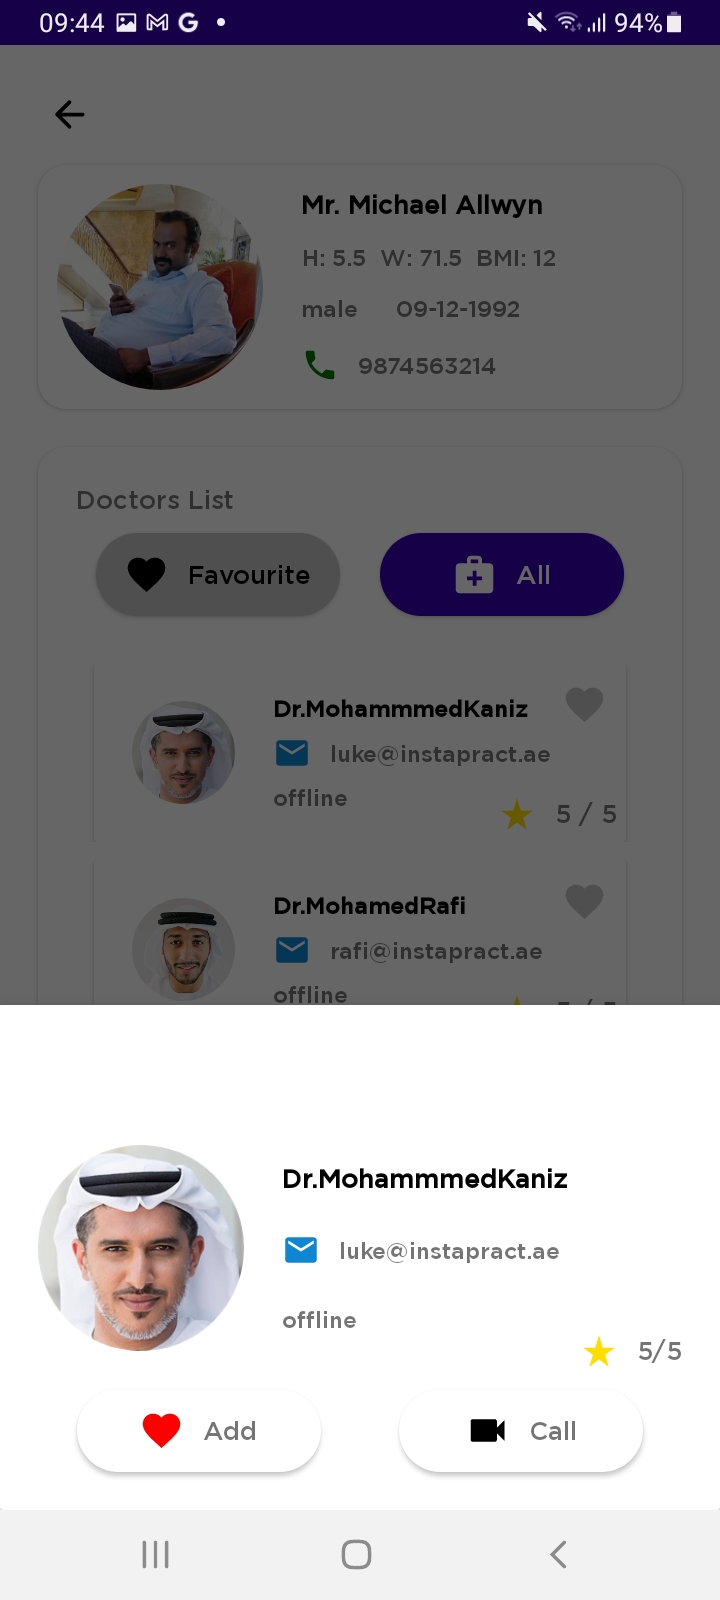 09:44 94%
Mr. Michael Allwyn
H: 5.5 W: 71.5 BMI: 12
male 09-12-1992
9874563214
Doctors List
Favourite All
Dr.MohammmedKaniz
luke@instapract.ae
offline
5 / 5
Dr.MohamedRafi
rafi@instapract.ae
offline
Dr.MohammmedKaniz
luke@instapract.ae
offline
5/5
Add Call